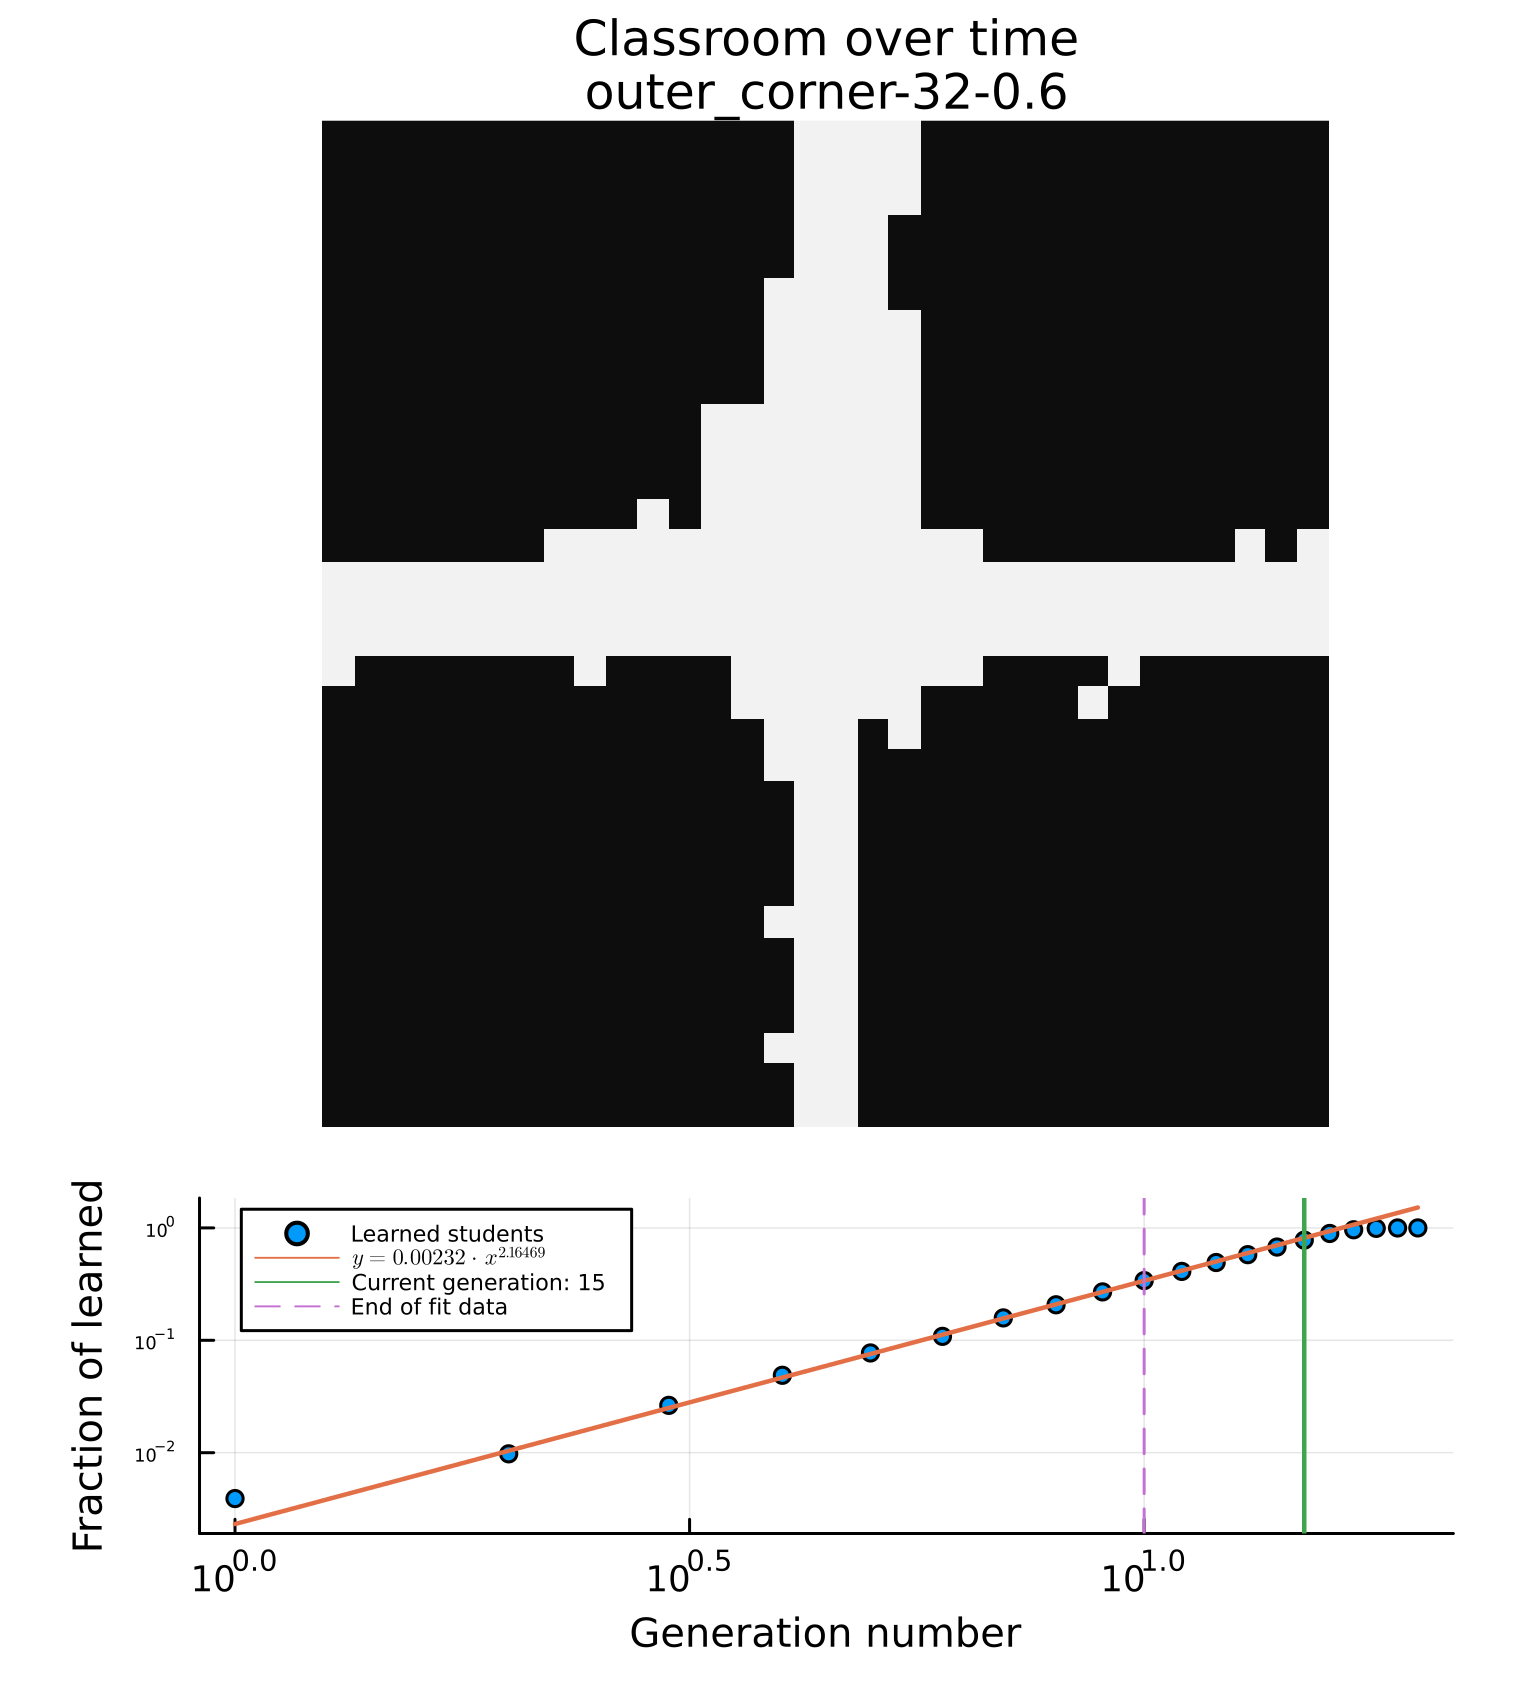 Classroom over time
outer_corner-32-0.6
Fraction of learned
10^0
10^-1
10^-2
Learned students
y = 0.00232 · x^2.16469
Current generation: 15
End of fit data
10^0.0
10^0.5
10^1.0
Generation number